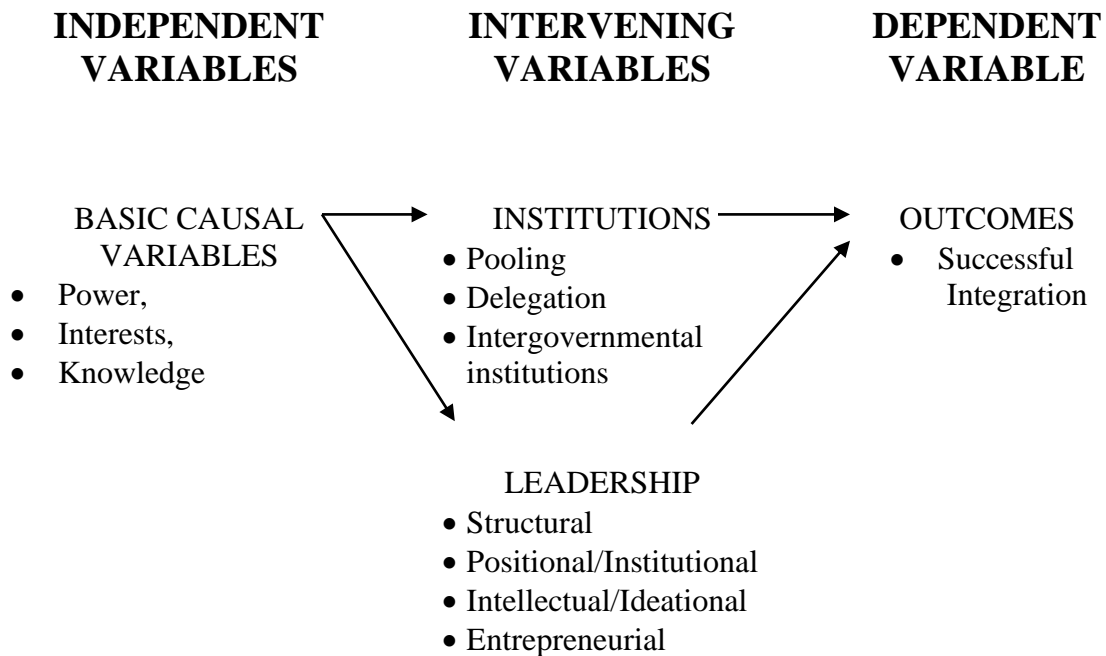 INDEPENDENT
VARIABLES
INTERVENING
VARIABLES
DEPENDENT
VARIABLE
BASIC CAUSAL
VARIABLES
• Power,
• Interests,
• Knowledge
INSTITUTIONS
• Pooling
• Delegation
• Intergovernmental
institutions
LEADERSHIP
• Structural
• Positional/Institutional
• Intellectual/Ideational
• Entrepreneurial
OUTCOMES
• Successful
Integration